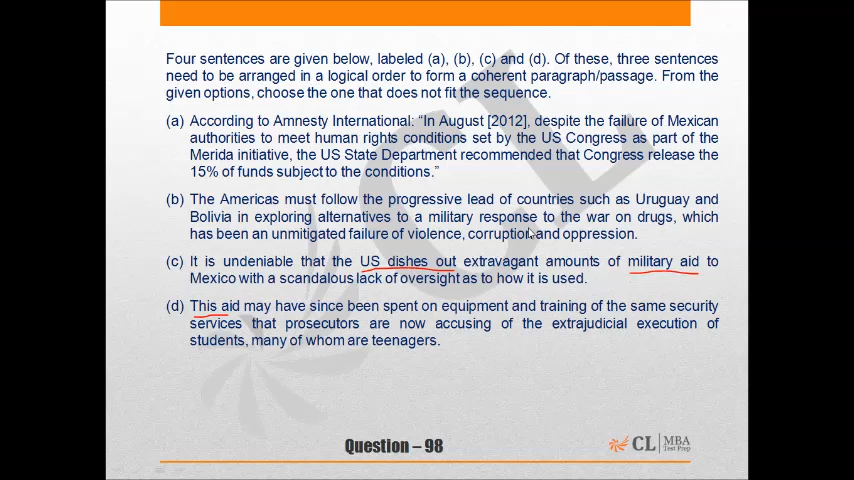 Four sentences are given below, labeled (a), (b), (c) and (d). Of these, three sentences
need to be arranged in a logical order to form a coherent paragraph/passage. From the
given options, choose the one that does not fit the sequence.
(a) According to Amnesty International: “In August [2012], despite the failure of Mexican
authorities to meet human rights conditions set by the US Congress as part of the
Merida initiative, the US State Department recommended that Congress release the
15% of funds subject to the conditions.”
(b) The Americas must follow the progressive lead of countries such as Uruguay and
Bolivia in exploring alternatives to a military response to the war on drugs, which
has been an unmitigated failure of violence, corruption and oppression.
(c) It is undeniable that the US dishes out extravagant amounts of military aid to
Mexico with a scandalous lack of oversight as to how it is used.
(d) This aid may have since been spent on equipment and training of the same security
services that prosecutors are now accusing of the extrajudicial execution of
students, many of whom are teenagers.
Question – 98
CL MBA
Test Prep
CL